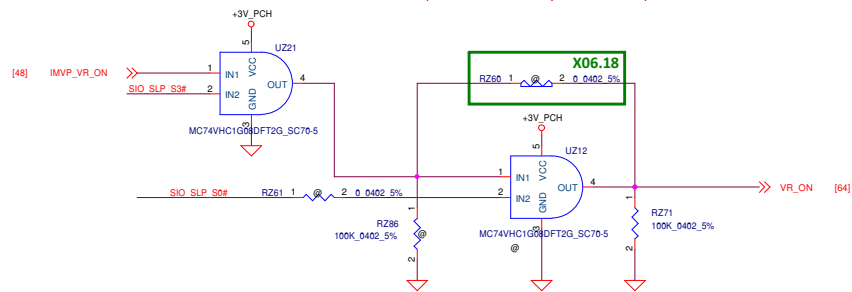 +3V_PCH
UZ21
X06.18
[48] IMVP_VR_ON
SIO_SLP_S3#
1 IN1
2 IN2
VCC
5
OUT 4
GND
3
MC74VHC1G08DFT2G_SC70-5
RZ60 1 @ 2 0_0402_5%
+3V_PCH
UZ12
1 IN1
2 IN2
VCC
5
OUT 4
GND
3
MC74VHC1G08DFT2G_SC70-5
@
VR_ON [64]
SIO_SLP_S0# RZ61 1 @ 2 0_0402_5%
1
RZ86
100K_0402_5%
@
2
1
RZ71
100K_0402_5%
2